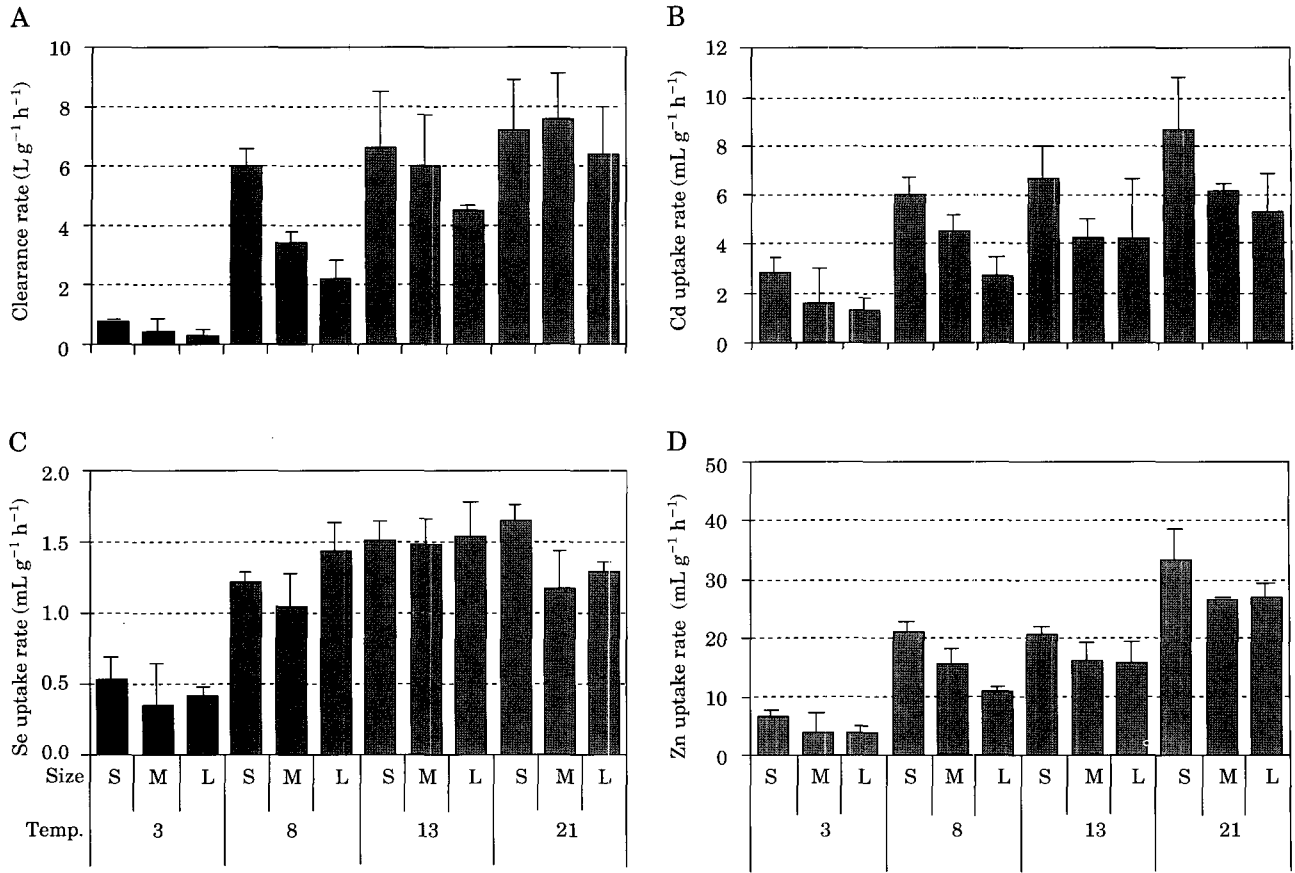 A
B
Clearance rate (L g⁻¹ h⁻¹)
10
8
6
4
2
0
Cd uptake rate (mL g⁻¹ h⁻¹)
12
10
8
6
4
2
0
C
D
Se uptake rate (mL g⁻¹ h⁻¹)
2.0
1.5
1.0
0.5
0.0
Zn uptake rate (mL g⁻¹ h⁻¹)
50
40
30
20
10
0
Size S M L S M L S M L S M L
Temp. 3 8 13 21
S M L S M L S M L S M L
3 8 13 21